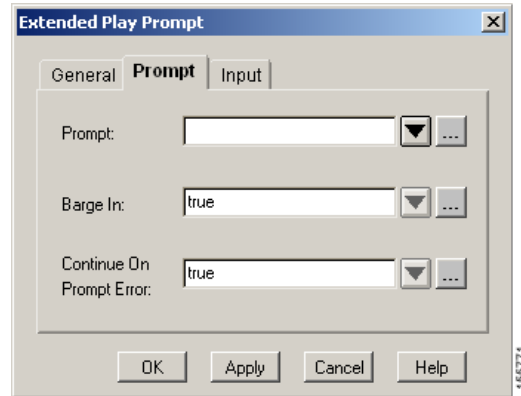 Extended Play Prompt
General Prompt Input
Prompt: ...
Barge In: true ...
Continue On
Prompt Error: true ...
OK Apply Cancel Help